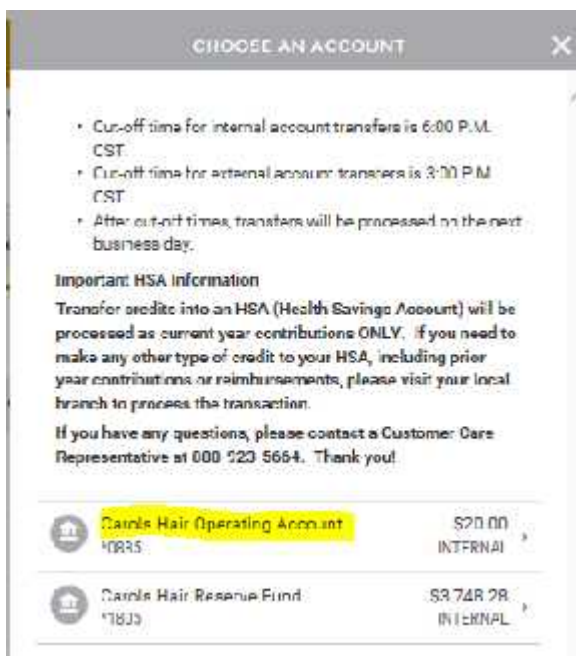 CHOOSE AN ACCOUNT
• Cut-off time for internal account transfers is 6:00 P.M.
CST
• Cut-off time for external account transfers is 3:00 P.M.
CST
• After cut-off times, transfers will be processed on the next
business day.
Important HSA Information
Transfer credits into an HSA (Health Savings Account) will be
processed as current year contributions ONLY. If you need to
make any other type of credit to your HSA, including prior
year contributions or reimbursements, please visit your local
branch to process the transaction.
If you have any questions, please contact a Customer Care
Representative at Thank you!
Carols Hair Operating Account $20.00
INTERNAL
Carols Hair Reserve Fund $3,748.28
INTERNAL